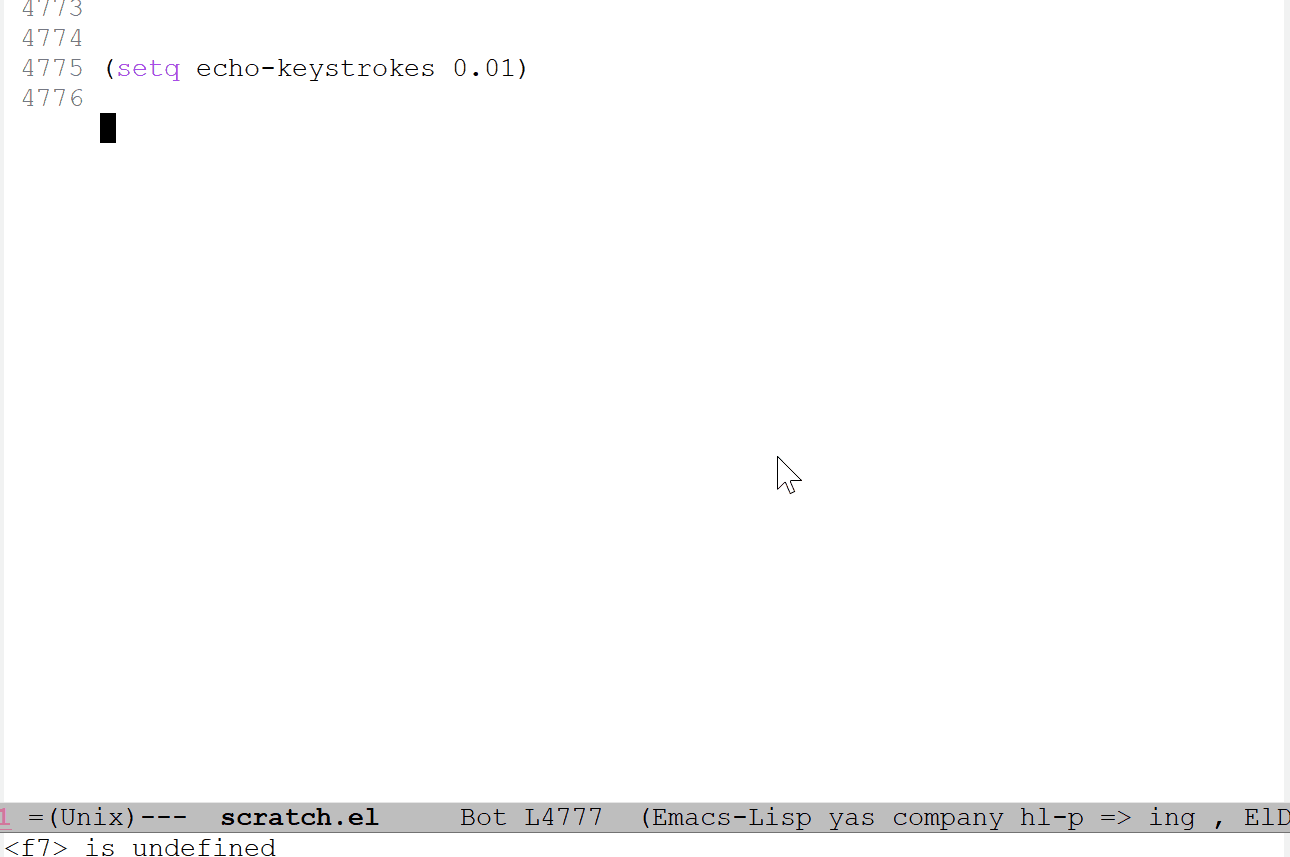 4773
4774
4775 (setq echo-keystrokes 0.01)
4776
1 =(Unix)--- scratch.el Bot L4777 (Emacs-Lisp yas company hl-p => ing , ElD
<f7> is undefined